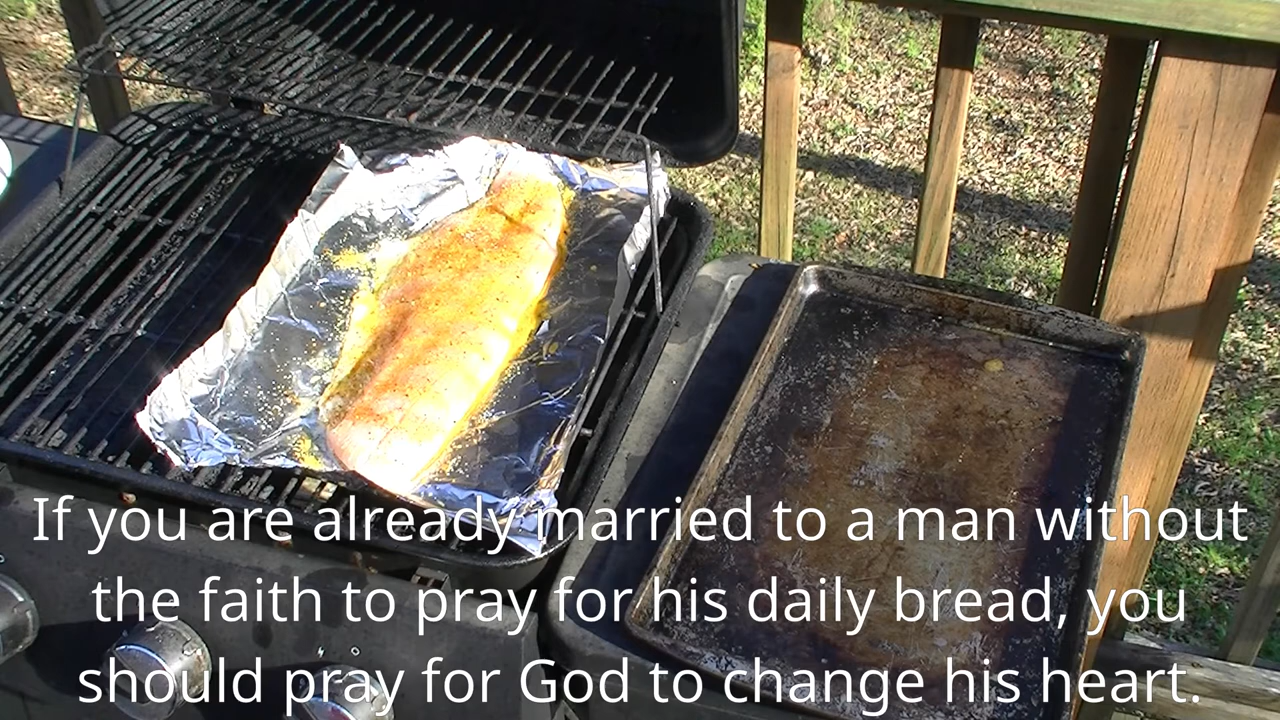 If you are already married to a man without
the faith to pray for his daily bread, you
should pray for God to change his heart.